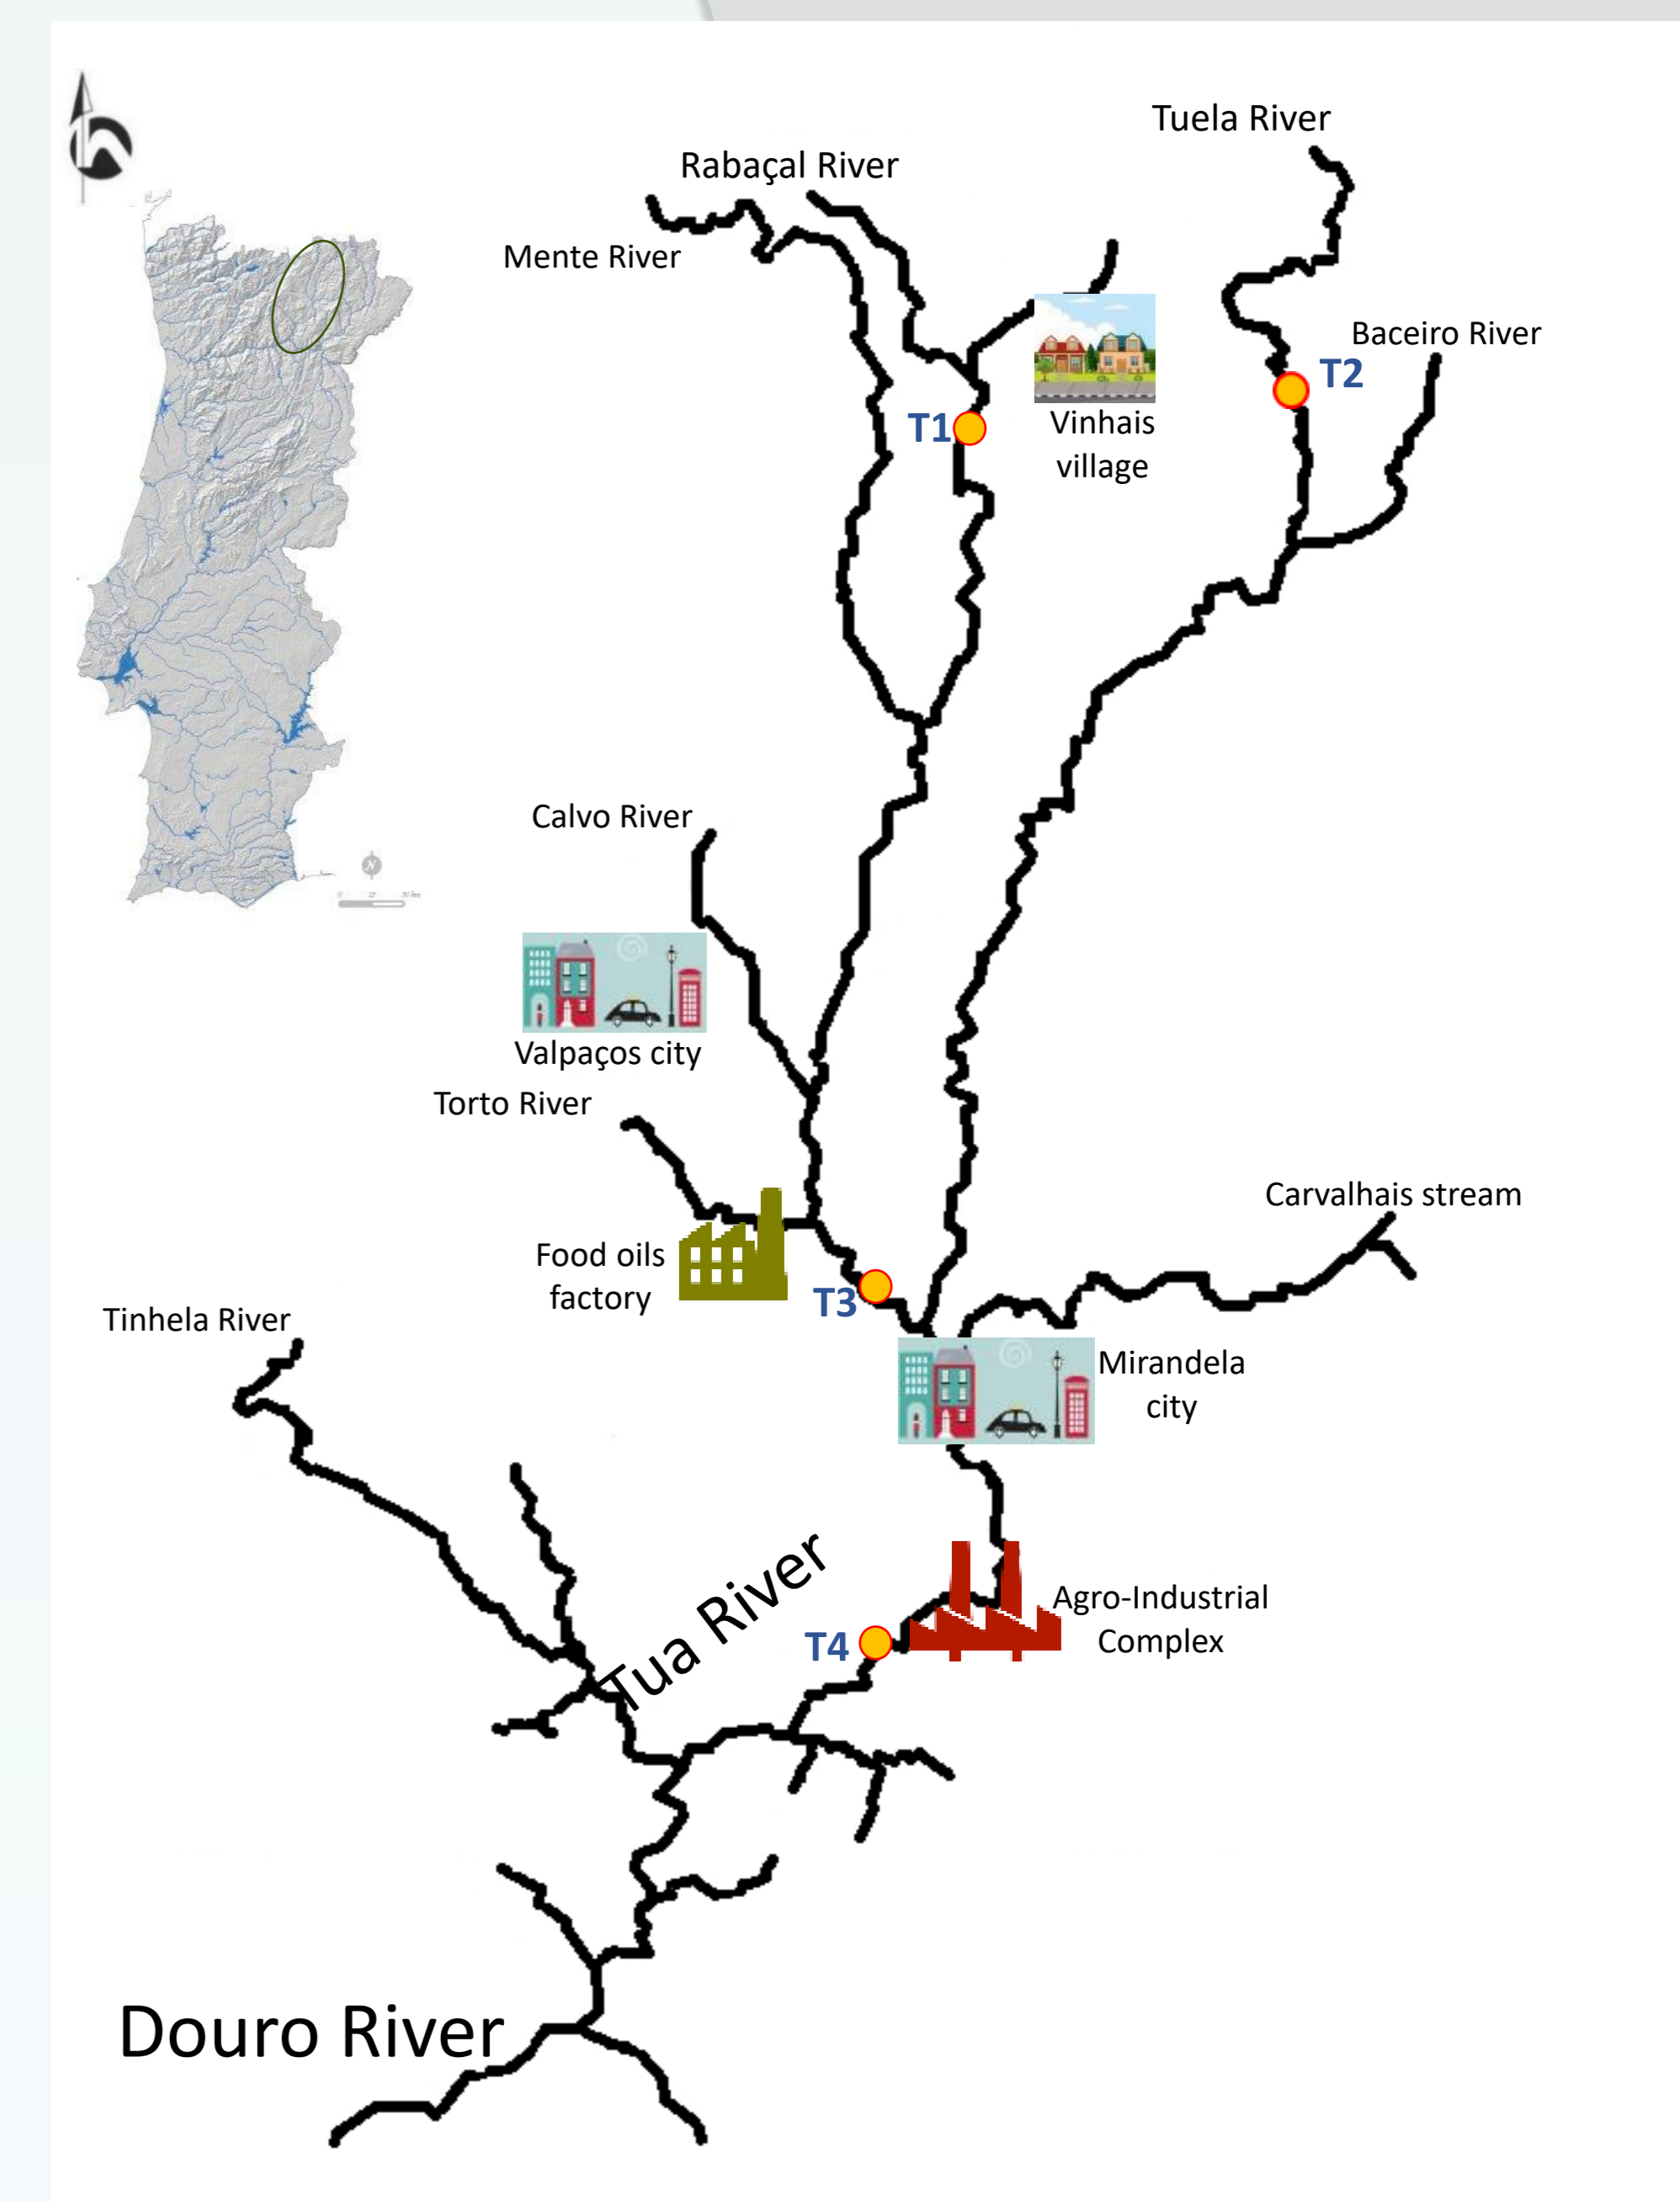 Tuela River
Rabaçal River
Mente River
Baceiro River
T2
T1
Vinhais
village
Calvo River
Valpaços city
Torto River
Carvalhais stream
Food oils
factory
T3
Tinhela River
Mirandela
city
Tua River
Agro-Industrial
Complex
T4
Douro River